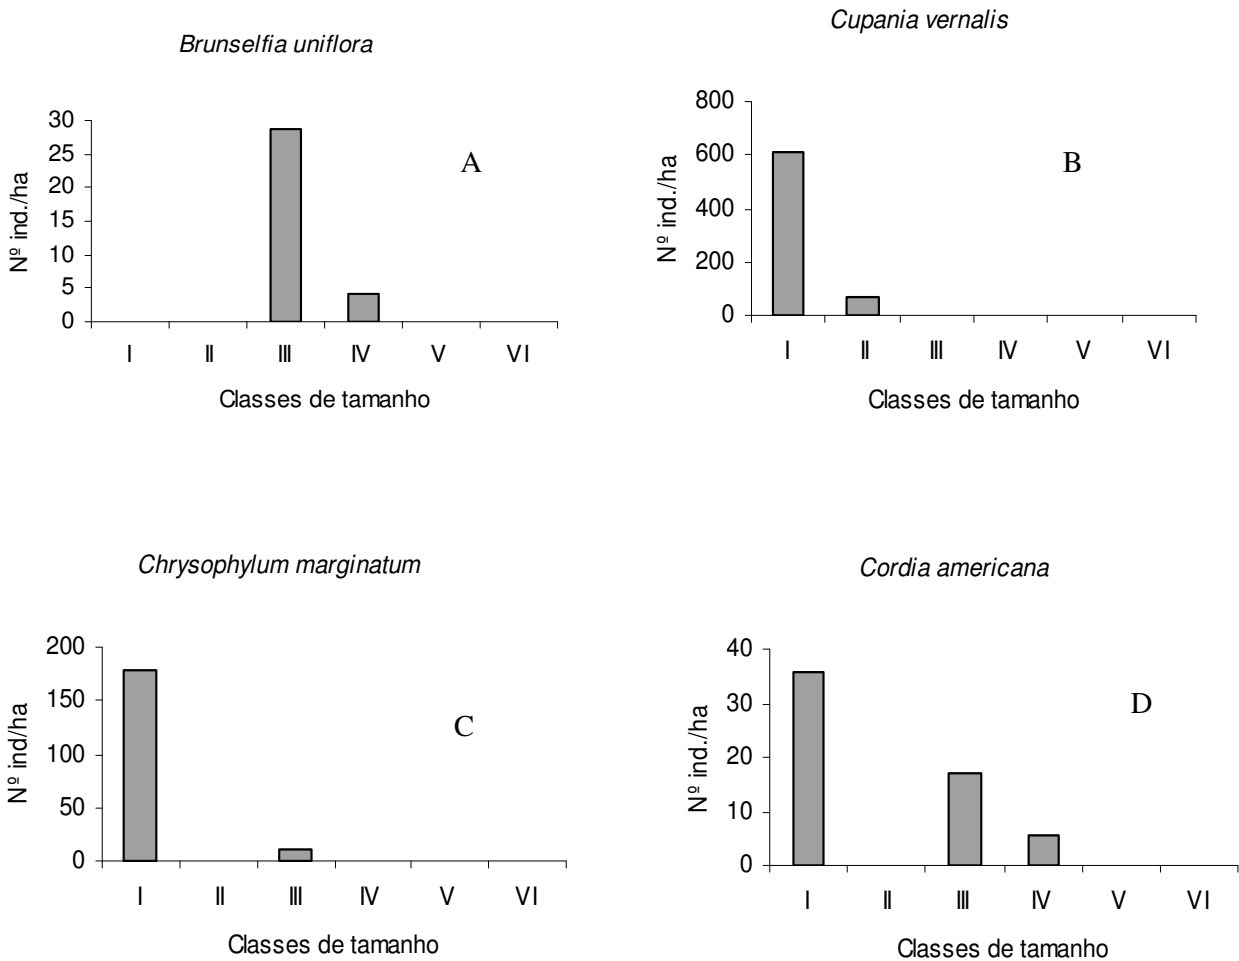 Brunselfia uniflora
Nº ind./ha
30
25
20
15
10
5
0
A
I II III IV V VI
Classes de tamanho
Cupania vernalis
Nº ind./ha
800
600
400
200
0
B
I II III IV V VI
Classes de tamanho
Chrysophylum marginatum
Nº ind/ha
200
150
100
50
0
C
I II III IV V VI
Classes de tamanho
Cordia americana
Nº ind./ha
40
30
20
10
0
D
I II III IV V VI
Classes de tamanho